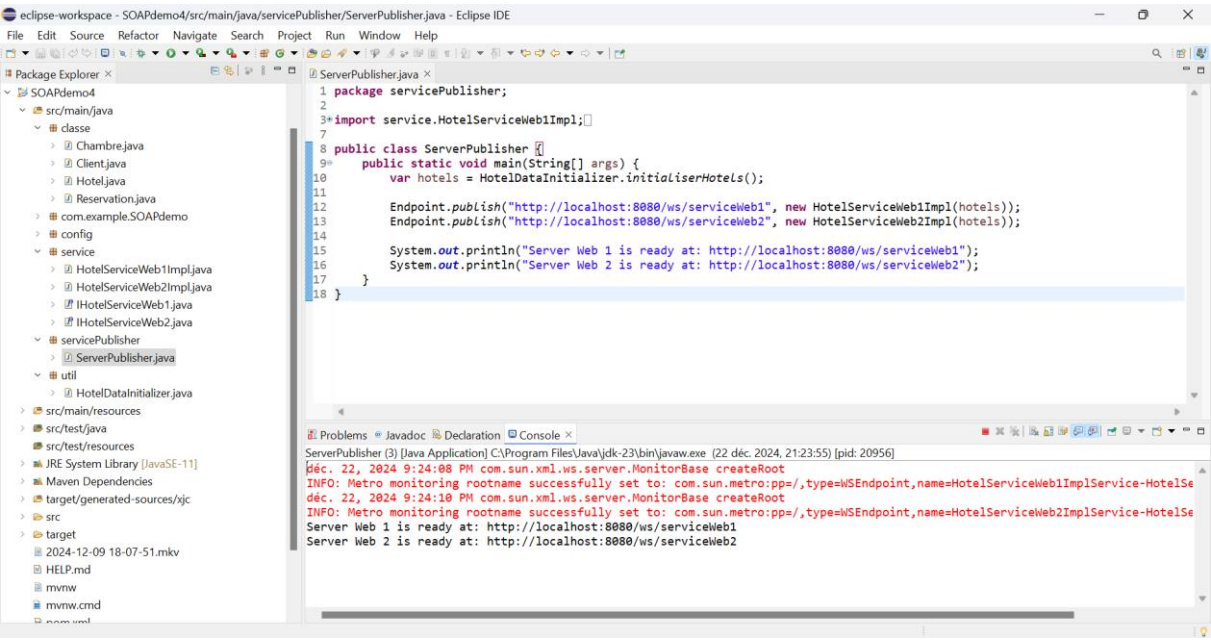 eclipse-workspace - SOAPdemo4/src/main/java/servicePublisher/ServerPublisher.java - Eclipse IDE
File Edit Source Refactor Navigate Search Project Run Window Help
Package Explorer
SOAPdemo4
src/main/java
classe
Chambre.java
Client.java
Hotel.java
Reservation.java
com.example.SOAPdemo
config
service
HotelServiceWeb1Impl.java
HotelServiceWeb2Impl.java
IHotelServiceWeb1.java
IHotelServiceWeb2.java
servicePublisher
ServerPublisher.java
util
HotelDataInitializer.java
src/main/resources
src/test/java
src/test/resources
JRE System Library [JavaSE-11]
Maven Dependencies
target/generated-sources/xjc
src
target
2024-12-09 18-07-51.mkv
HELP.md
mvnw
mvnw.cmd
pom.xml
ServerPublisher.java
1 package servicePublisher;
2
3 import service.HotelServiceWeb1Impl;
7
8 public class ServerPublisher {
9 public static void main(String[] args) {
10 var hotels = HotelDataInitializer.initialiserHotels();
11
12 Endpoint.publish("http://localhost:8080/ws/serviceWeb1", new HotelServiceWeb1Impl(hotels));
13 Endpoint.publish("http://localhost:8080/ws/serviceWeb2", new HotelServiceWeb2Impl(hotels));
14
15 System.out.println("Server Web 1 is ready at: http://localhost:8080/ws/serviceWeb1");
16 System.out.println("Server Web 2 is ready at: http://localhost:8080/ws/serviceWeb2");
17 }
18 }
Problems Javadoc Declaration Console
ServerPublisher (3) [Java Application] C:\Program Files\Java\jdk-23\bin\javaw.exe (22 déc. 2024, 21:23:55) [pid: 20956]
déc. 22, 2024 9:24:08 PM com.sun.xml.ws.server.MonitorBase createRoot
INFO: Metro monitoring rootname successfully set to: com.sun.metro:pp=/,type=WSEndpoint,name=HotelServiceWeb1ImplService-HotelSe
déc. 22, 2024 9:24:10 PM com.sun.xml.ws.server.MonitorBase createRoot
INFO: Metro monitoring rootname successfully set to: com.sun.metro:pp=/,type=WSEndpoint,name=HotelServiceWeb2ImplService-HotelSe
Server Web 1 is ready at: http://localhost:8080/ws/serviceWeb1
Server Web 2 is ready at: http://localhost:8080/ws/serviceWeb2